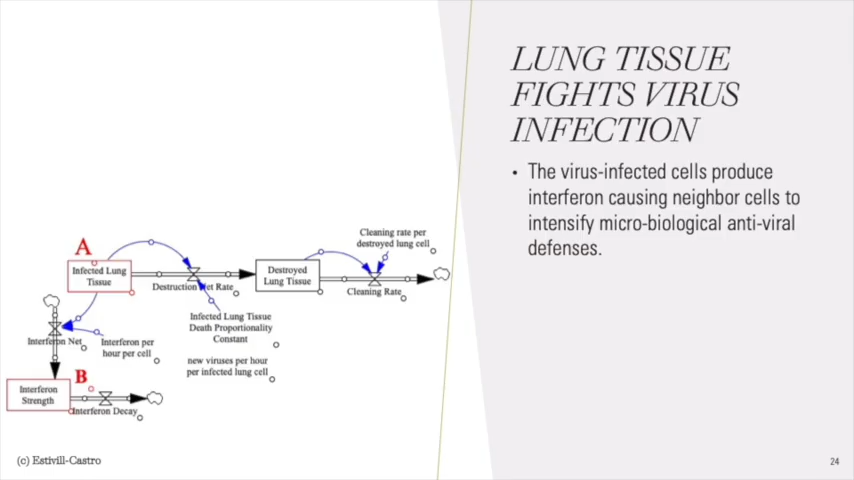 LUNG TISSUE
FIGHTS VIRUS
INFECTION
• The virus-infected cells produce
interferon causing neighbor cells to
intensify micro-biological anti-viral
defenses.
A
Infected Lung
Tissue
Destruction Net Rate
Destroyed
Lung Tissue
Cleaning rate per
destroyed lung cell
Cleaning Rate
Infected Lung Tissue
Death Proportionality
Constant
new viruses per hour
per infected lung cell
Interferon Net
Interferon per
hour per cell
B
Interferon
Strength
Interferon Decay
(c) Estivill-Castro
24